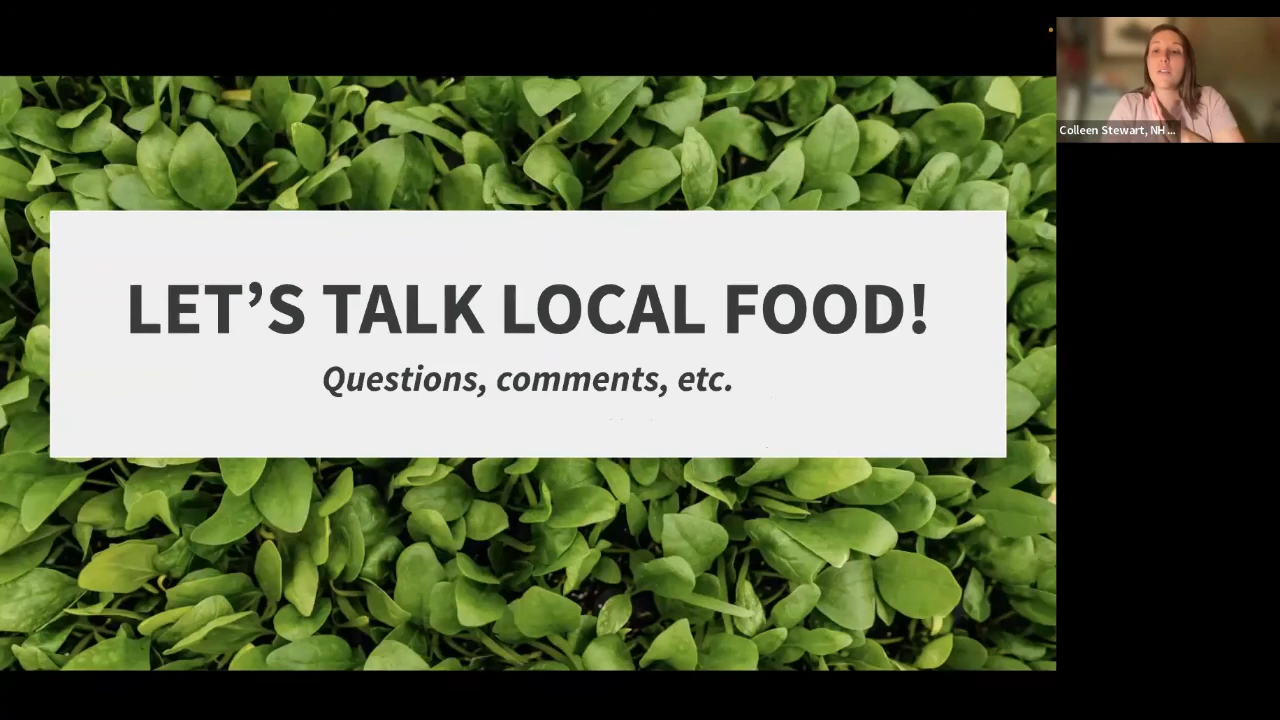 LET’S TALK LOCAL FOOD!
Questions, comments, etc.
Colleen Stewart, NH ...